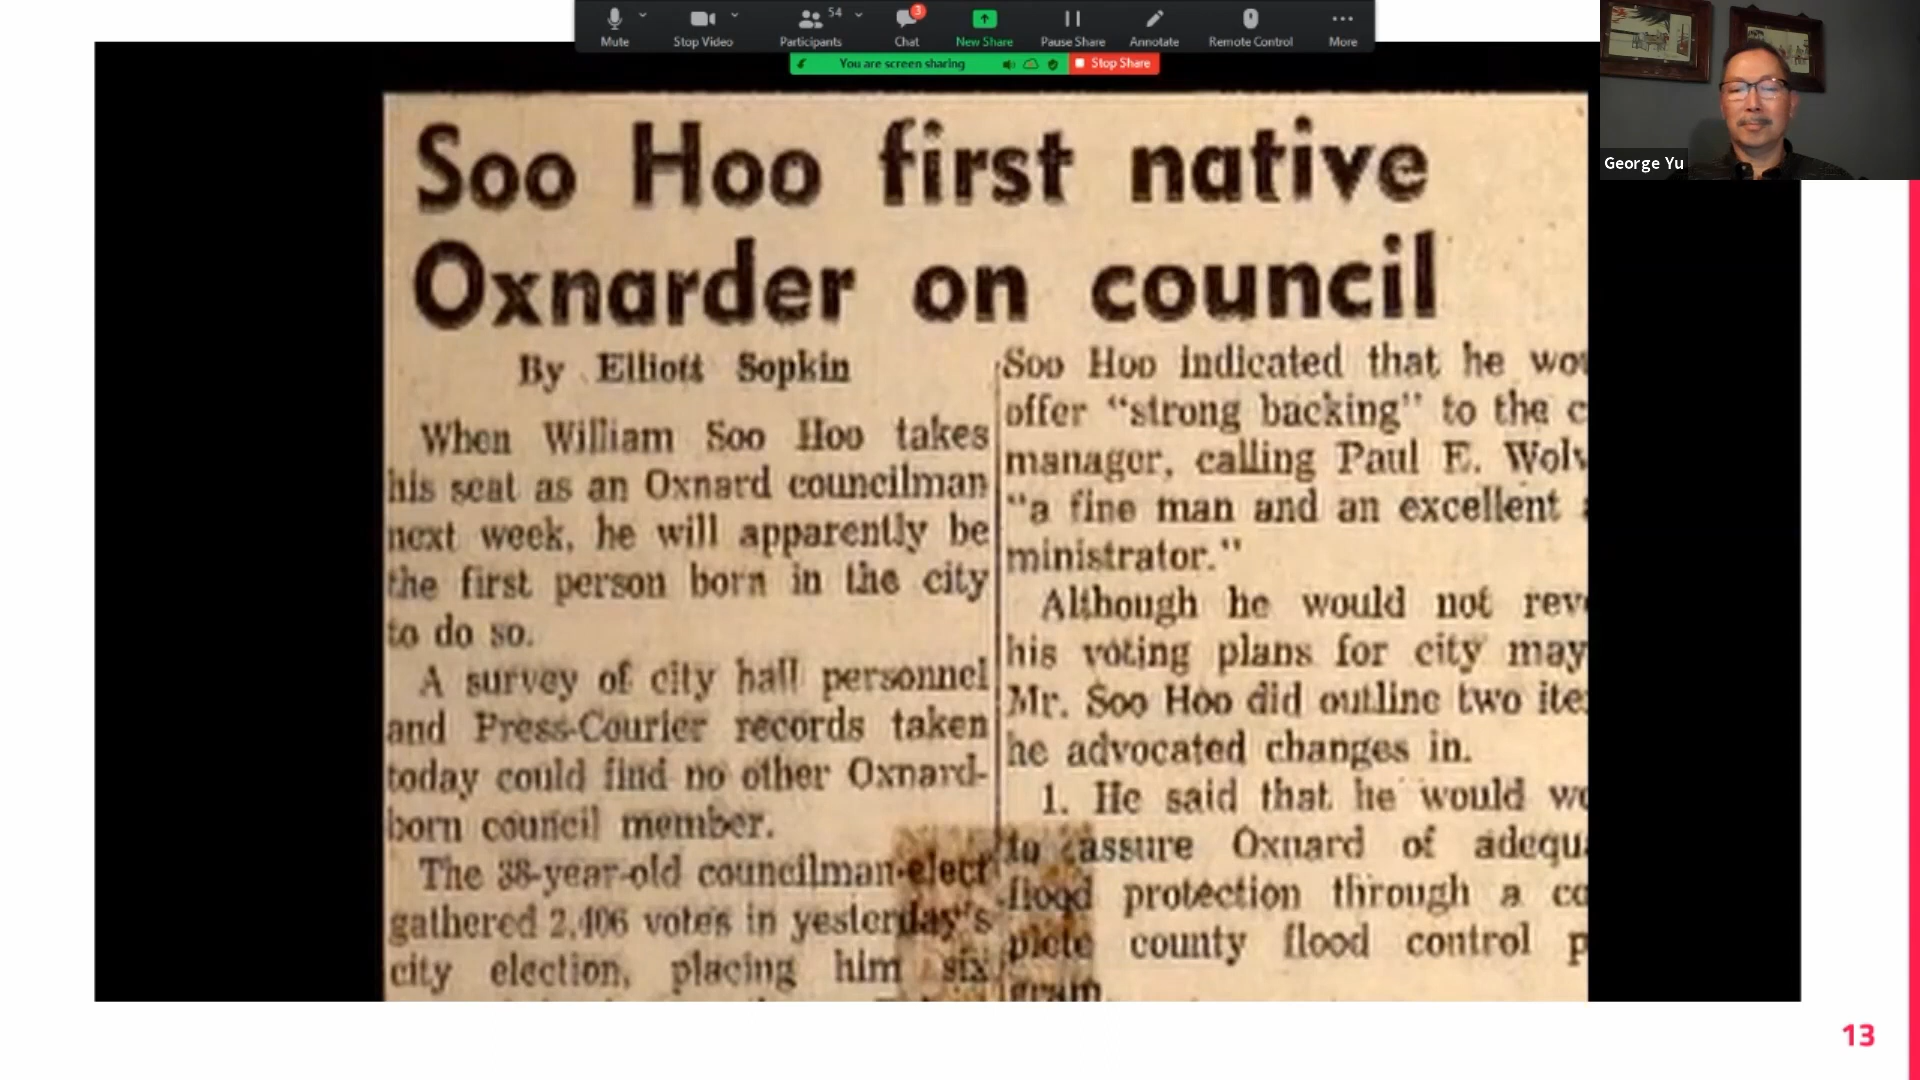 Mute
Stop Video
Participants
54
Chat
3
New Share
Pause Share
Annotate
Remote Control
More
You are screen sharing
Stop Share
George Yu
Soo Hoo first native
Oxnarder on council
By Elliott Sopkin
When William Soo Hoo takes
his seat as an Oxnard councilman
next week, he will apparently be
the first person born in the city
to do so.
A survey of city hall personnel
and Press-Courier records taken
today could find no other Oxnard-
born council member.
The 38-year-old councilman-elect
gathered 2,406 votes in yesterday's
city election, placing him six
Soo Hoo indicated that he wou
offer "strong backing" to the c
manager, calling Paul E. Wolv
"a fine man and an excellent
ministrator."
Although he would not reve
his voting plans for city may
Mr. Soo Hoo did outline two ite
he advocated changes in.
1. He said that he would wo
to assure Oxnard of adequa
flood protection through a co
plete county flood control p
gram.
13